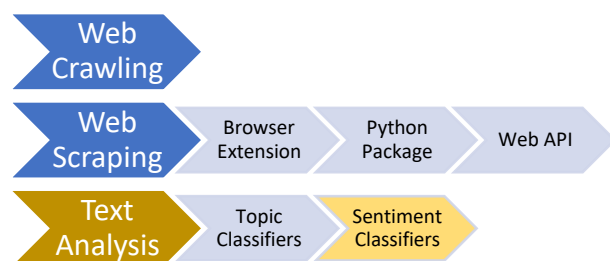 Web
Crawling
Web
Scraping
Browser
Extension
Python
Package
Web API
Text
Analysis
Topic
Classifiers
Sentiment
Classifiers